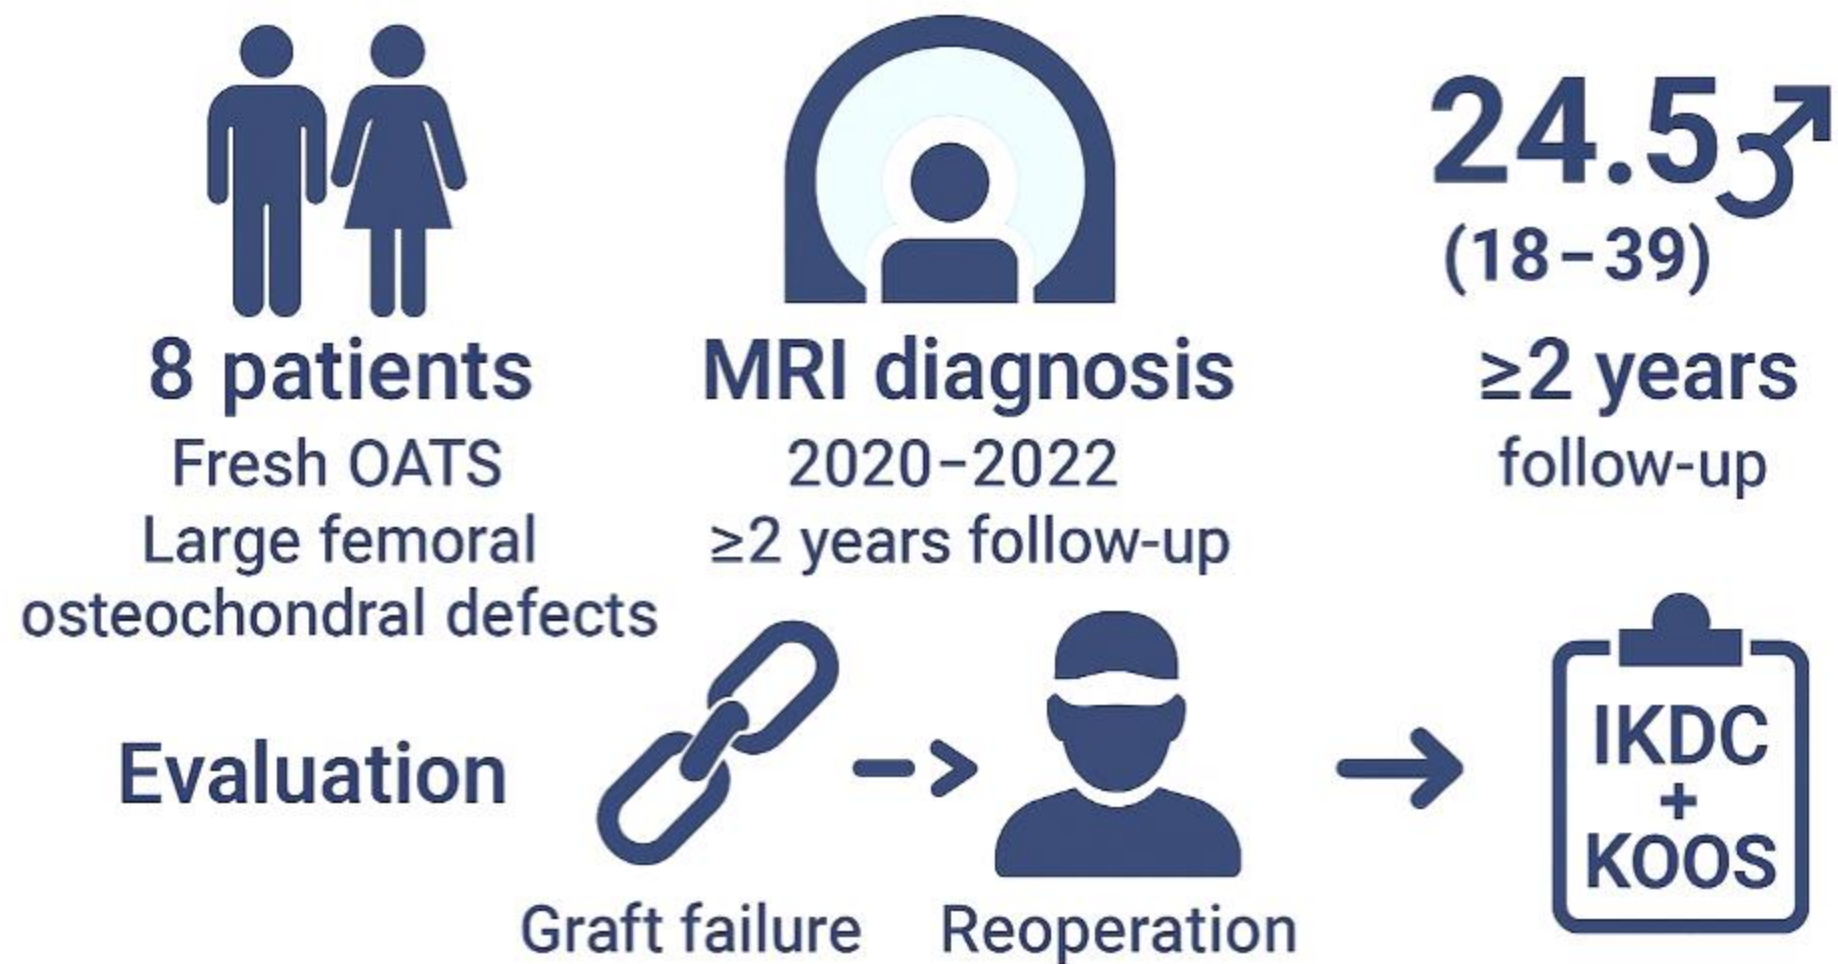 8 patients
Fresh OATS
Large femoral
osteochondral defects
MRI diagnosis
2020–2022
≥2 years follow-up
24.5
(18–39)
≥2 years
follow-up
Evaluation
Graft failure
Reoperation
IKDC
+
KOOS